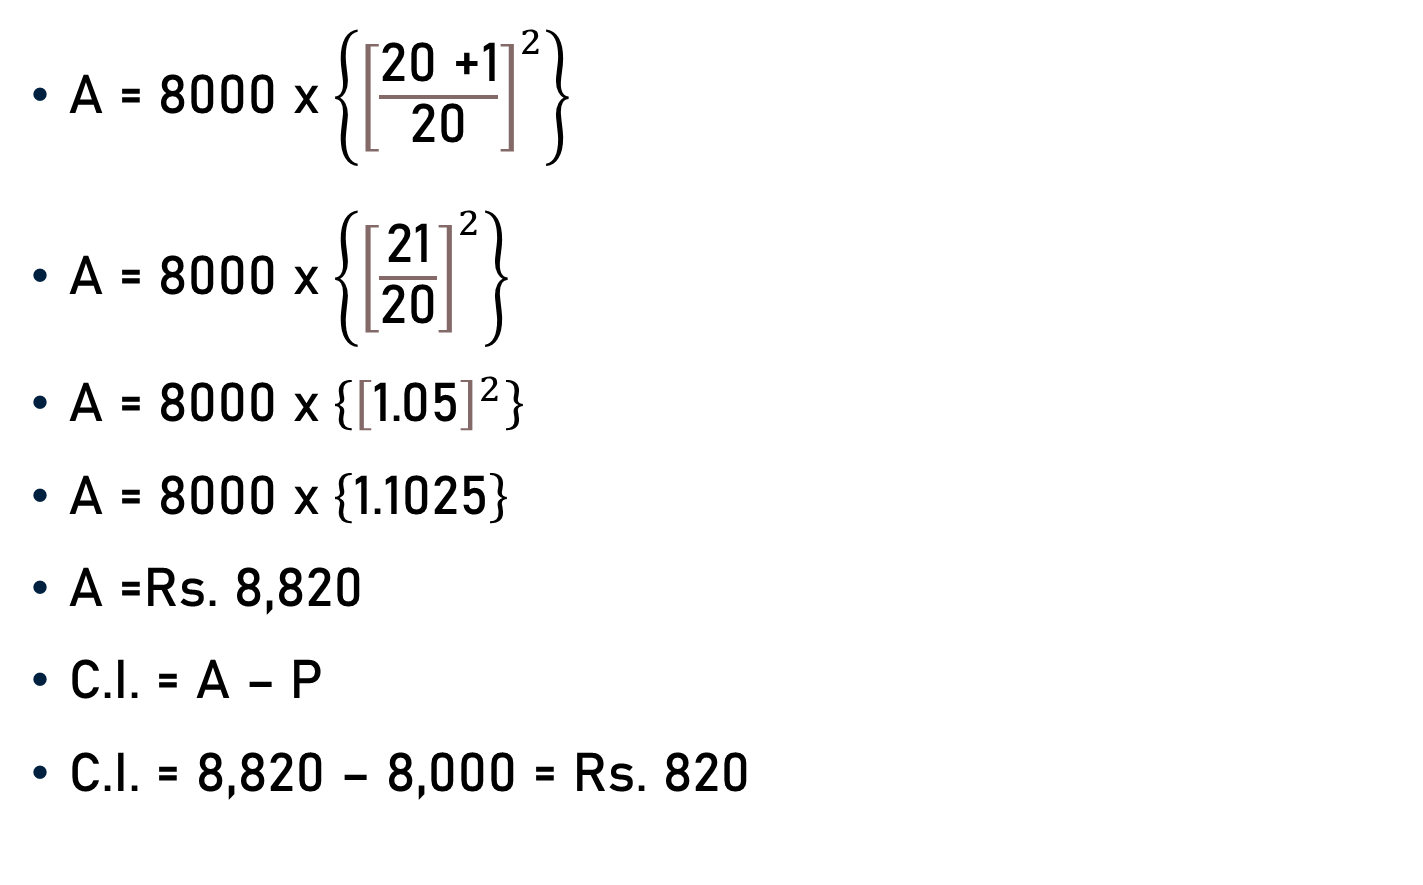 • A = 8000 x {[20 +1/20]²}
• A = 8000 x {[21/20]²}
• A = 8000 x {[1.05]²}
• A = 8000 x {1.1025}
• A =Rs. 8,820
• C.I. = A – P
• C.I. = 8,820 – 8,000 = Rs. 820